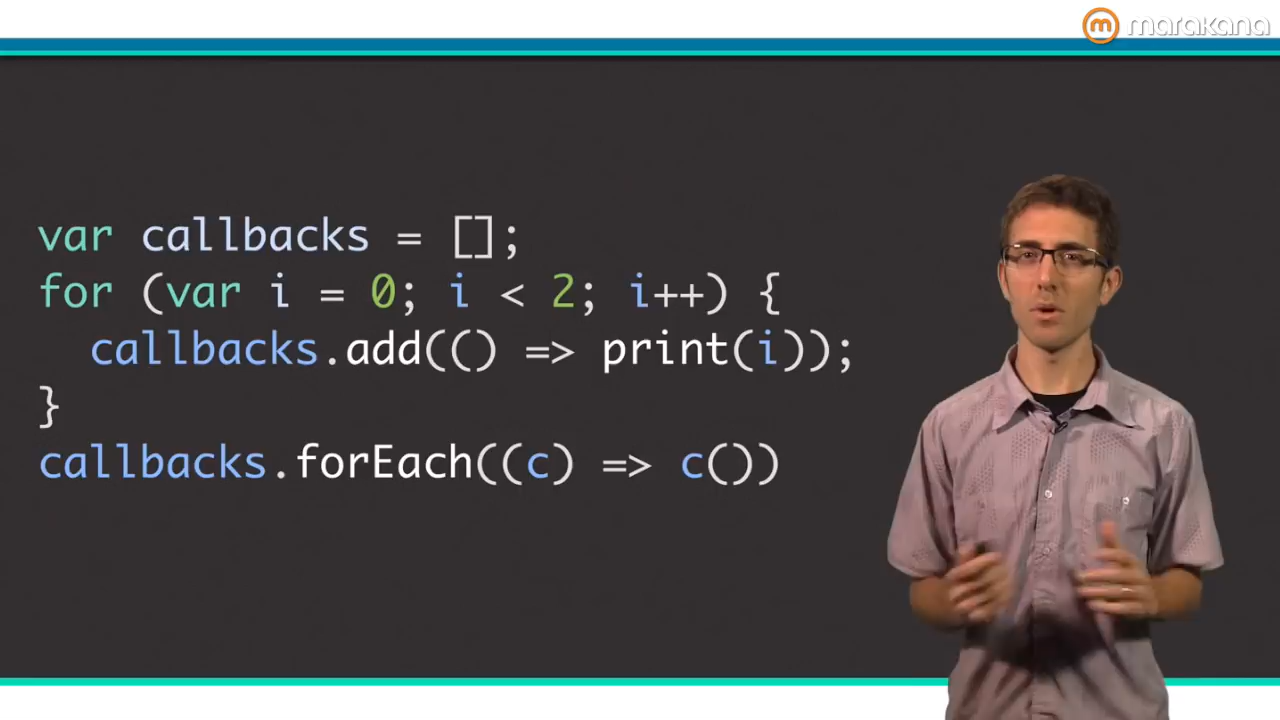 marakana
var callbacks = [];
for (var i = 0; i < 2; i++) {
  callbacks.add(() => print(i));
}
callbacks.forEach((c) => c())